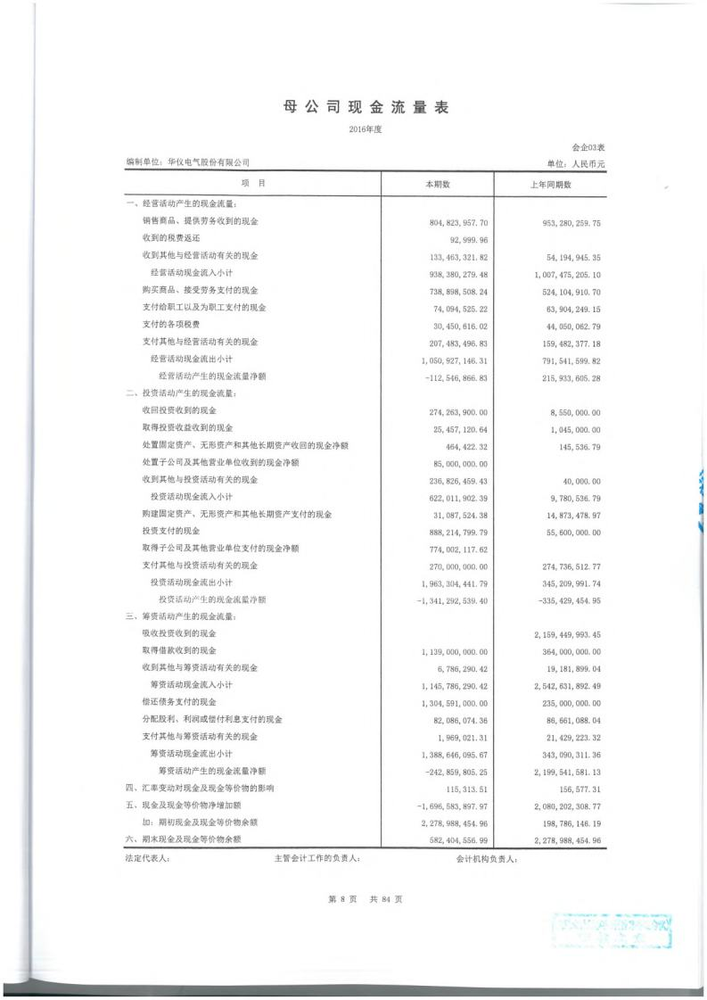 母公司现金流量表
2016年度
会企03表
编制单位：华仪电气股份有限公司 单位：人民币元
项 目 本期数 上年同期数
一、经营活动产生的现金流量：
销售商品、提供劳务收到的现金 804,823,957.70 953,280,259.75
收到的税费返还 92,999.96
收到其他与经营活动有关的现金 133,463,321.82 54,194,945.35
经营活动现金流入小计 938,380,279.48 1,007,475,205.10
购买商品、接受劳务支付的现金 738,898,508.24 524,104,910.70
支付给职工以及为职工支付的现金 74,094,525.22 63,904,249.15
支付的各项税费 30,450,616.02 44,050,062.79
支付其他与经营活动有关的现金 207,483,496.83 159,482,377.18
经营活动现金流出小计 1,050,927,146.31 791,541,599.82
经营活动产生的现金流量净额 -112,546,866.83 215,933,605.28
二、投资活动产生的现金流量：
收回投资收到的现金 274,263,900.00 8,550,000.00
取得投资收益收到的现金 25,457,120.64 1,045,000.00
处置固定资产、无形资产和其他长期资产收回的现金净额 464,422.32 145,536.79
处置子公司及其他营业单位收到的现金净额 85,000,000.00
收到其他与投资活动有关的现金 236,826,459.43 40,000.00
投资活动现金流入小计 622,011,902.39 9,780,536.79
购建固定资产、无形资产和其他长期资产支付的现金 31,087,524.38 14,873,478.97
投资支付的现金 888,214,799.79 55,600,000.00
取得子公司及其他营业单位支付的现金净额 774,002,117.62
支付其他与投资活动有关的现金 270,000,000.00 274,736,512.77
投资活动现金流出小计 1,963,304,441.79 345,209,991.74
投资活动产生的现金流量净额 -1,341,292,539.40 -335,429,454.95
三、筹资活动产生的现金流量：
吸收投资收到的现金 2,159,449,993.45
取得借款收到的现金 1,139,000,000.00 364,000,000.00
收到其他与筹资活动有关的现金 6,786,290.42 19,181,899.04
筹资活动现金流入小计 1,145,786,290.42 2,542,631,892.49
偿还债务支付的现金 1,304,591,000.00 235,000,000.00
分配股利、利润或偿付利息支付的现金 82,086,074.36 86,661,088.04
支付其他与筹资活动有关的现金 1,969,021.31 21,429,223.32
筹资活动现金流出小计 1,388,646,095.67 343,090,311.36
筹资活动产生的现金流量净额 -242,859,805.25 2,199,541,581.13
四、汇率变动对现金及现金等价物的影响 115,313.51 156,577.31
五、现金及现金等价物净增加额 -1,696,583,897.97 2,080,202,308.77
加：期初现金及现金等价物余额 2,278,988,454.96 198,786,146.19
六、期末现金及现金等价物余额 582,404,556.99 2,278,988,454.96
法定代表人： 主管会计工作的负责人： 会计机构负责人：
第 8 页 共 84 页